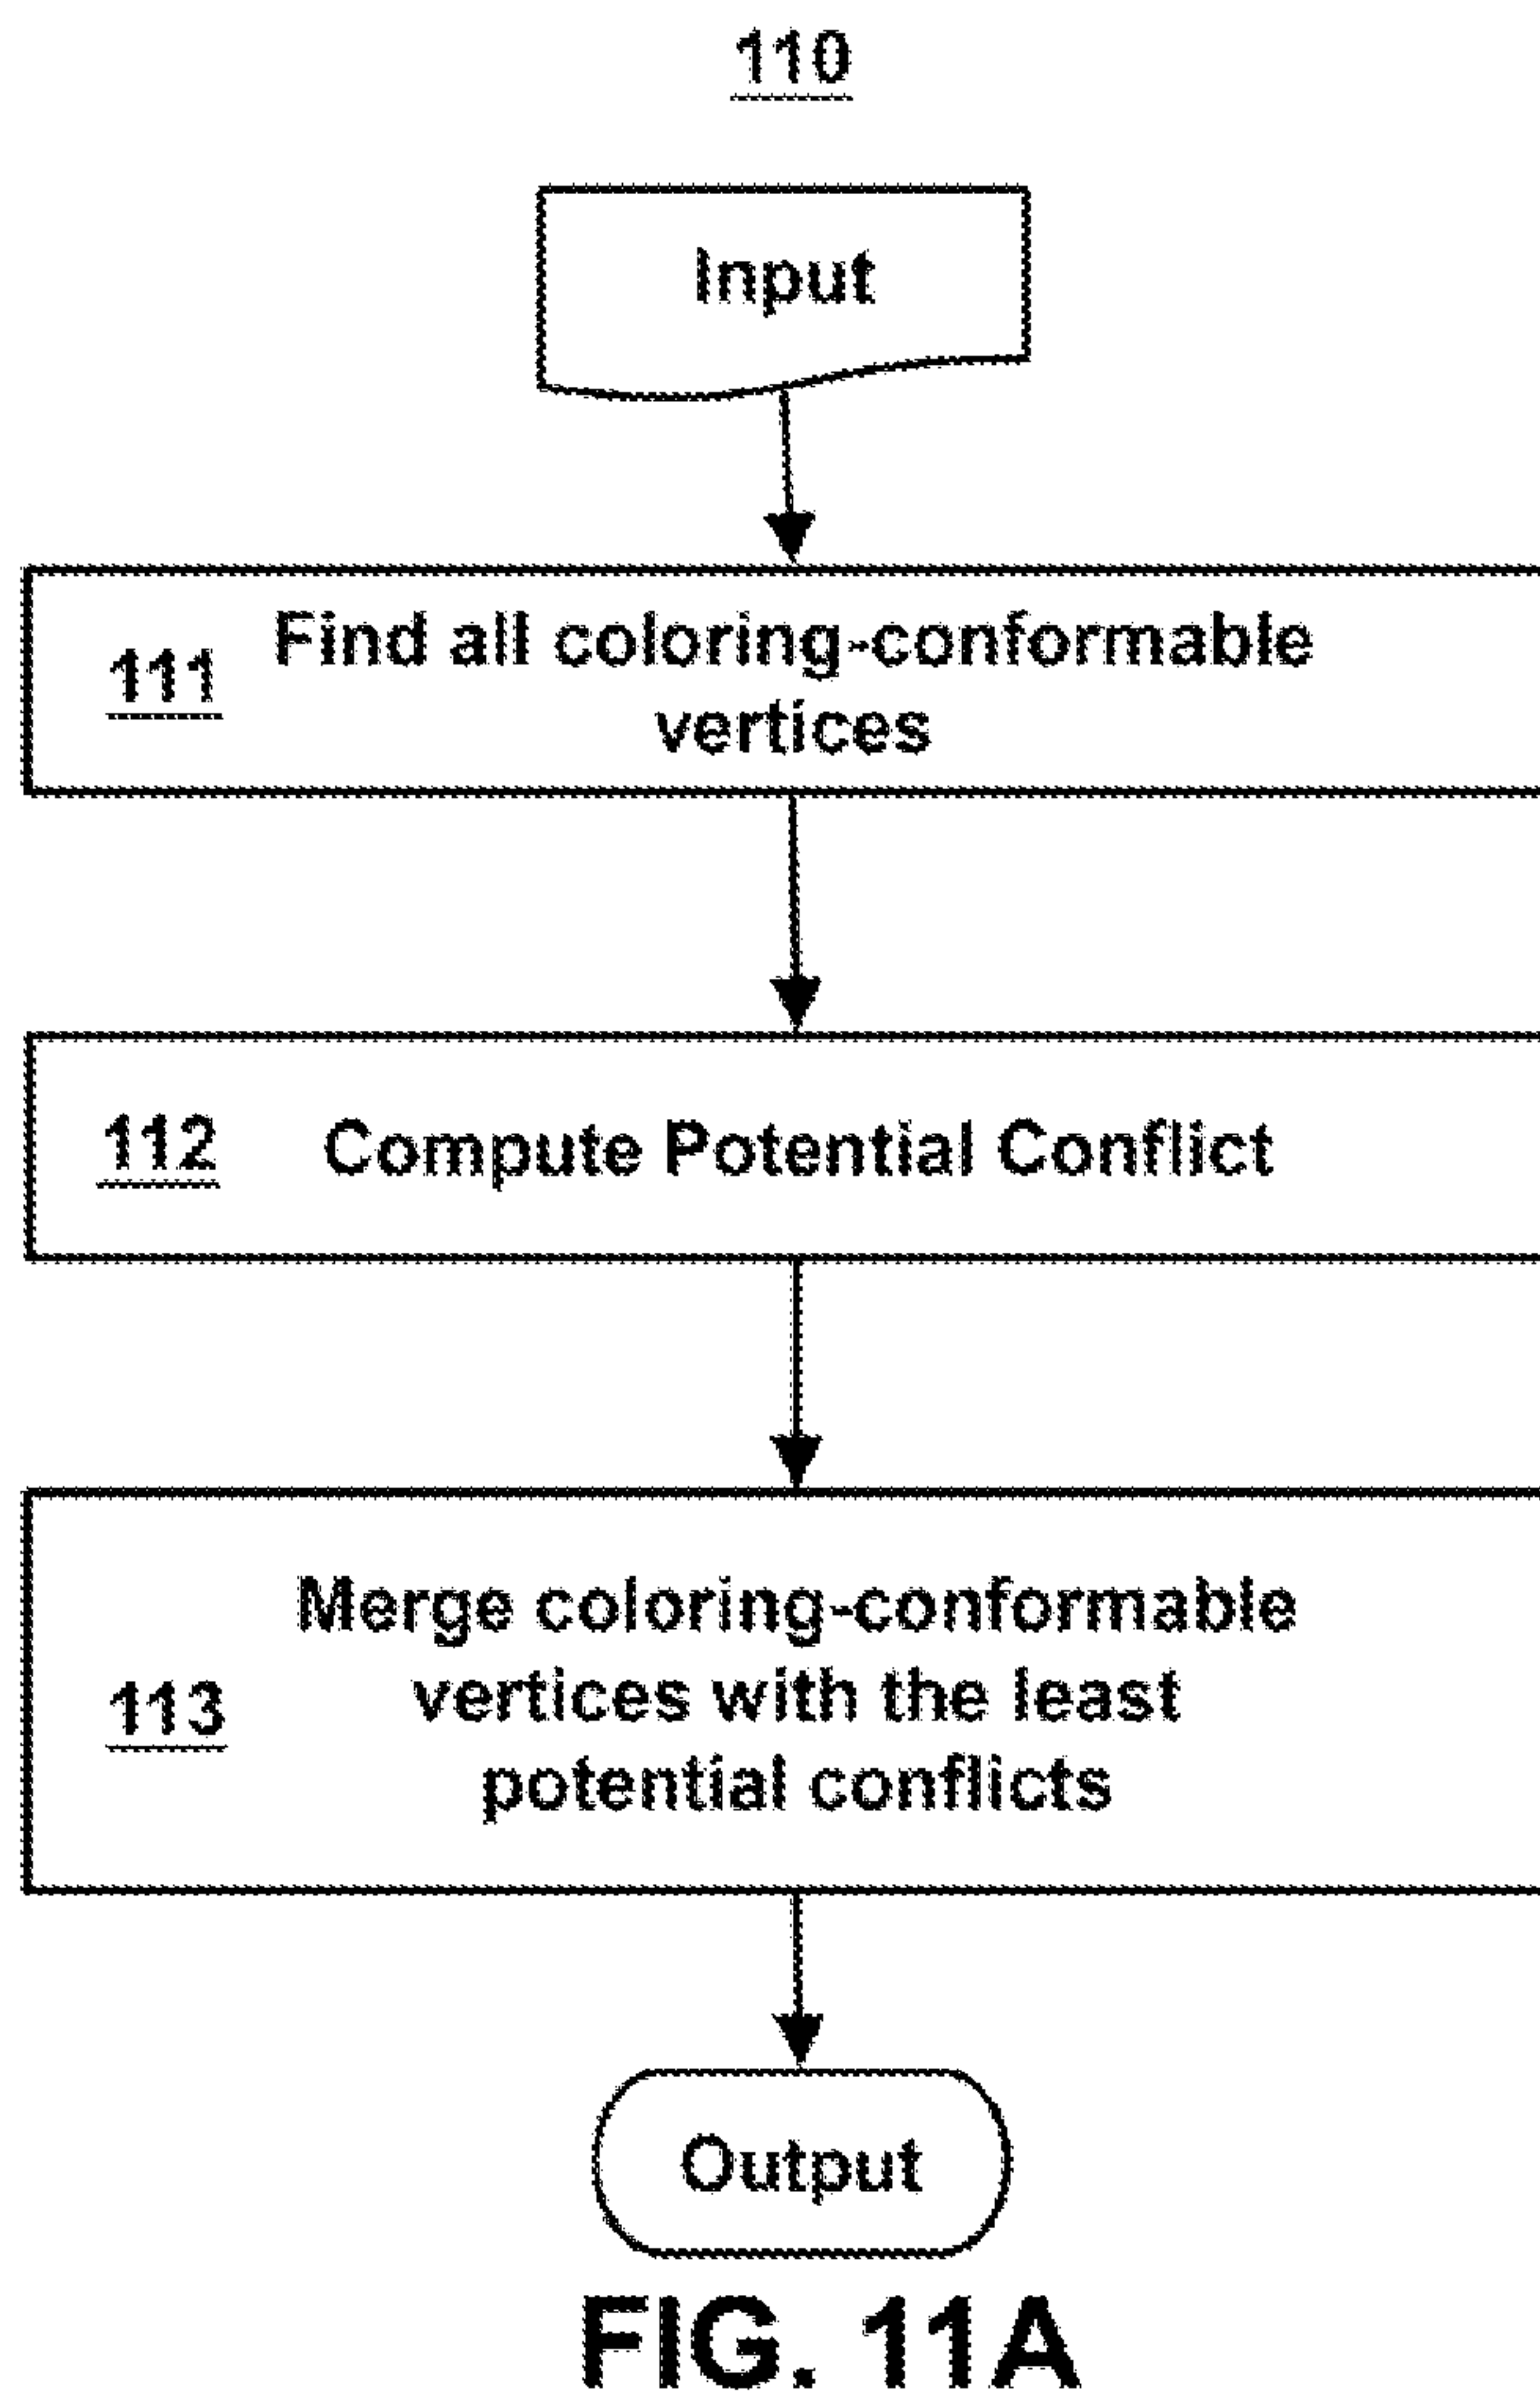 110
Input
111
Find all coloring-conformable
vertices
112
Compute Potential Conflict
113
Merge coloring-conformable
vertices with the least
potential conflicts
Output
FIG. 11A